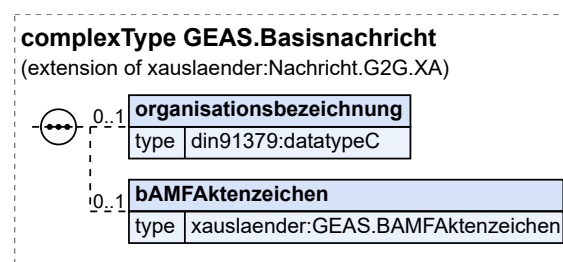 complexType GEAS.Basisnachricht
(extension of xauslaender:Nachricht.G2G.XA)
0..1
organisationsbezeichnung
type din91379:datatypeC
0..1
bAMFAktenzeichen
type xauslaender:GEAS.BAMFAktenzeichen